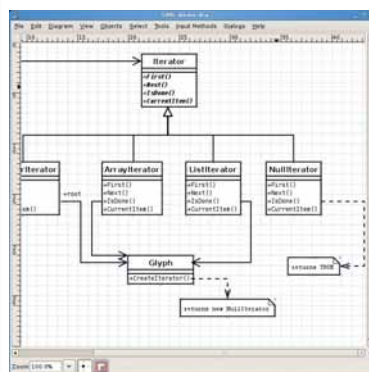 File Edit Diagram View Objects Select Tools Input Methods Dialogs Help
Iterator
+First()
+Next()
+IsDone()
+CurrentItem()
rIterator
ArrayIterator
ListIterator
NullIterator
+First()
+Next()
+IsDone()
+CurrentItem()
+First()
+Next()
+IsDone()
+CurrentItem()
+First()
+Next()
+IsDone()
+CurrentItem()
+root
Glyph
+CreateIterator()
returns TRUE
returns new NullIterator
Zoom 100.0%